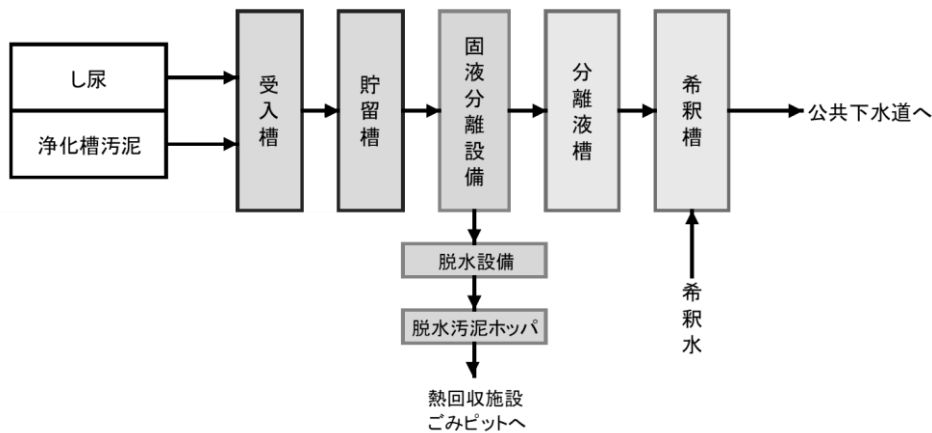 し尿
浄化槽汚泥
受入槽
貯留槽
固液分離設備
分離液槽
希釈槽
公共下水道へ
脱水設備
脱水汚泥ホッパ
希釈水
熱回収施設
ごみピットへ